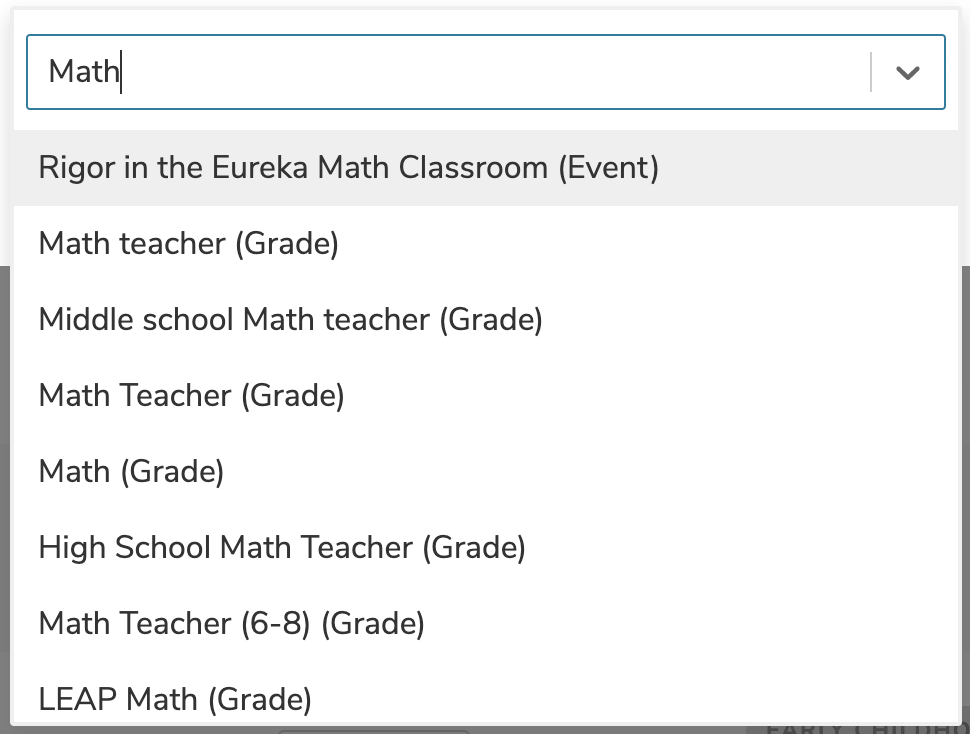 Math
Rigor in the Eureka Math Classroom (Event)
Math teacher (Grade)
Middle school Math teacher (Grade)
Math Teacher (Grade)
Math (Grade)
High School Math Teacher (Grade)
Math Teacher (6-8) (Grade)
LEAP Math (Grade)